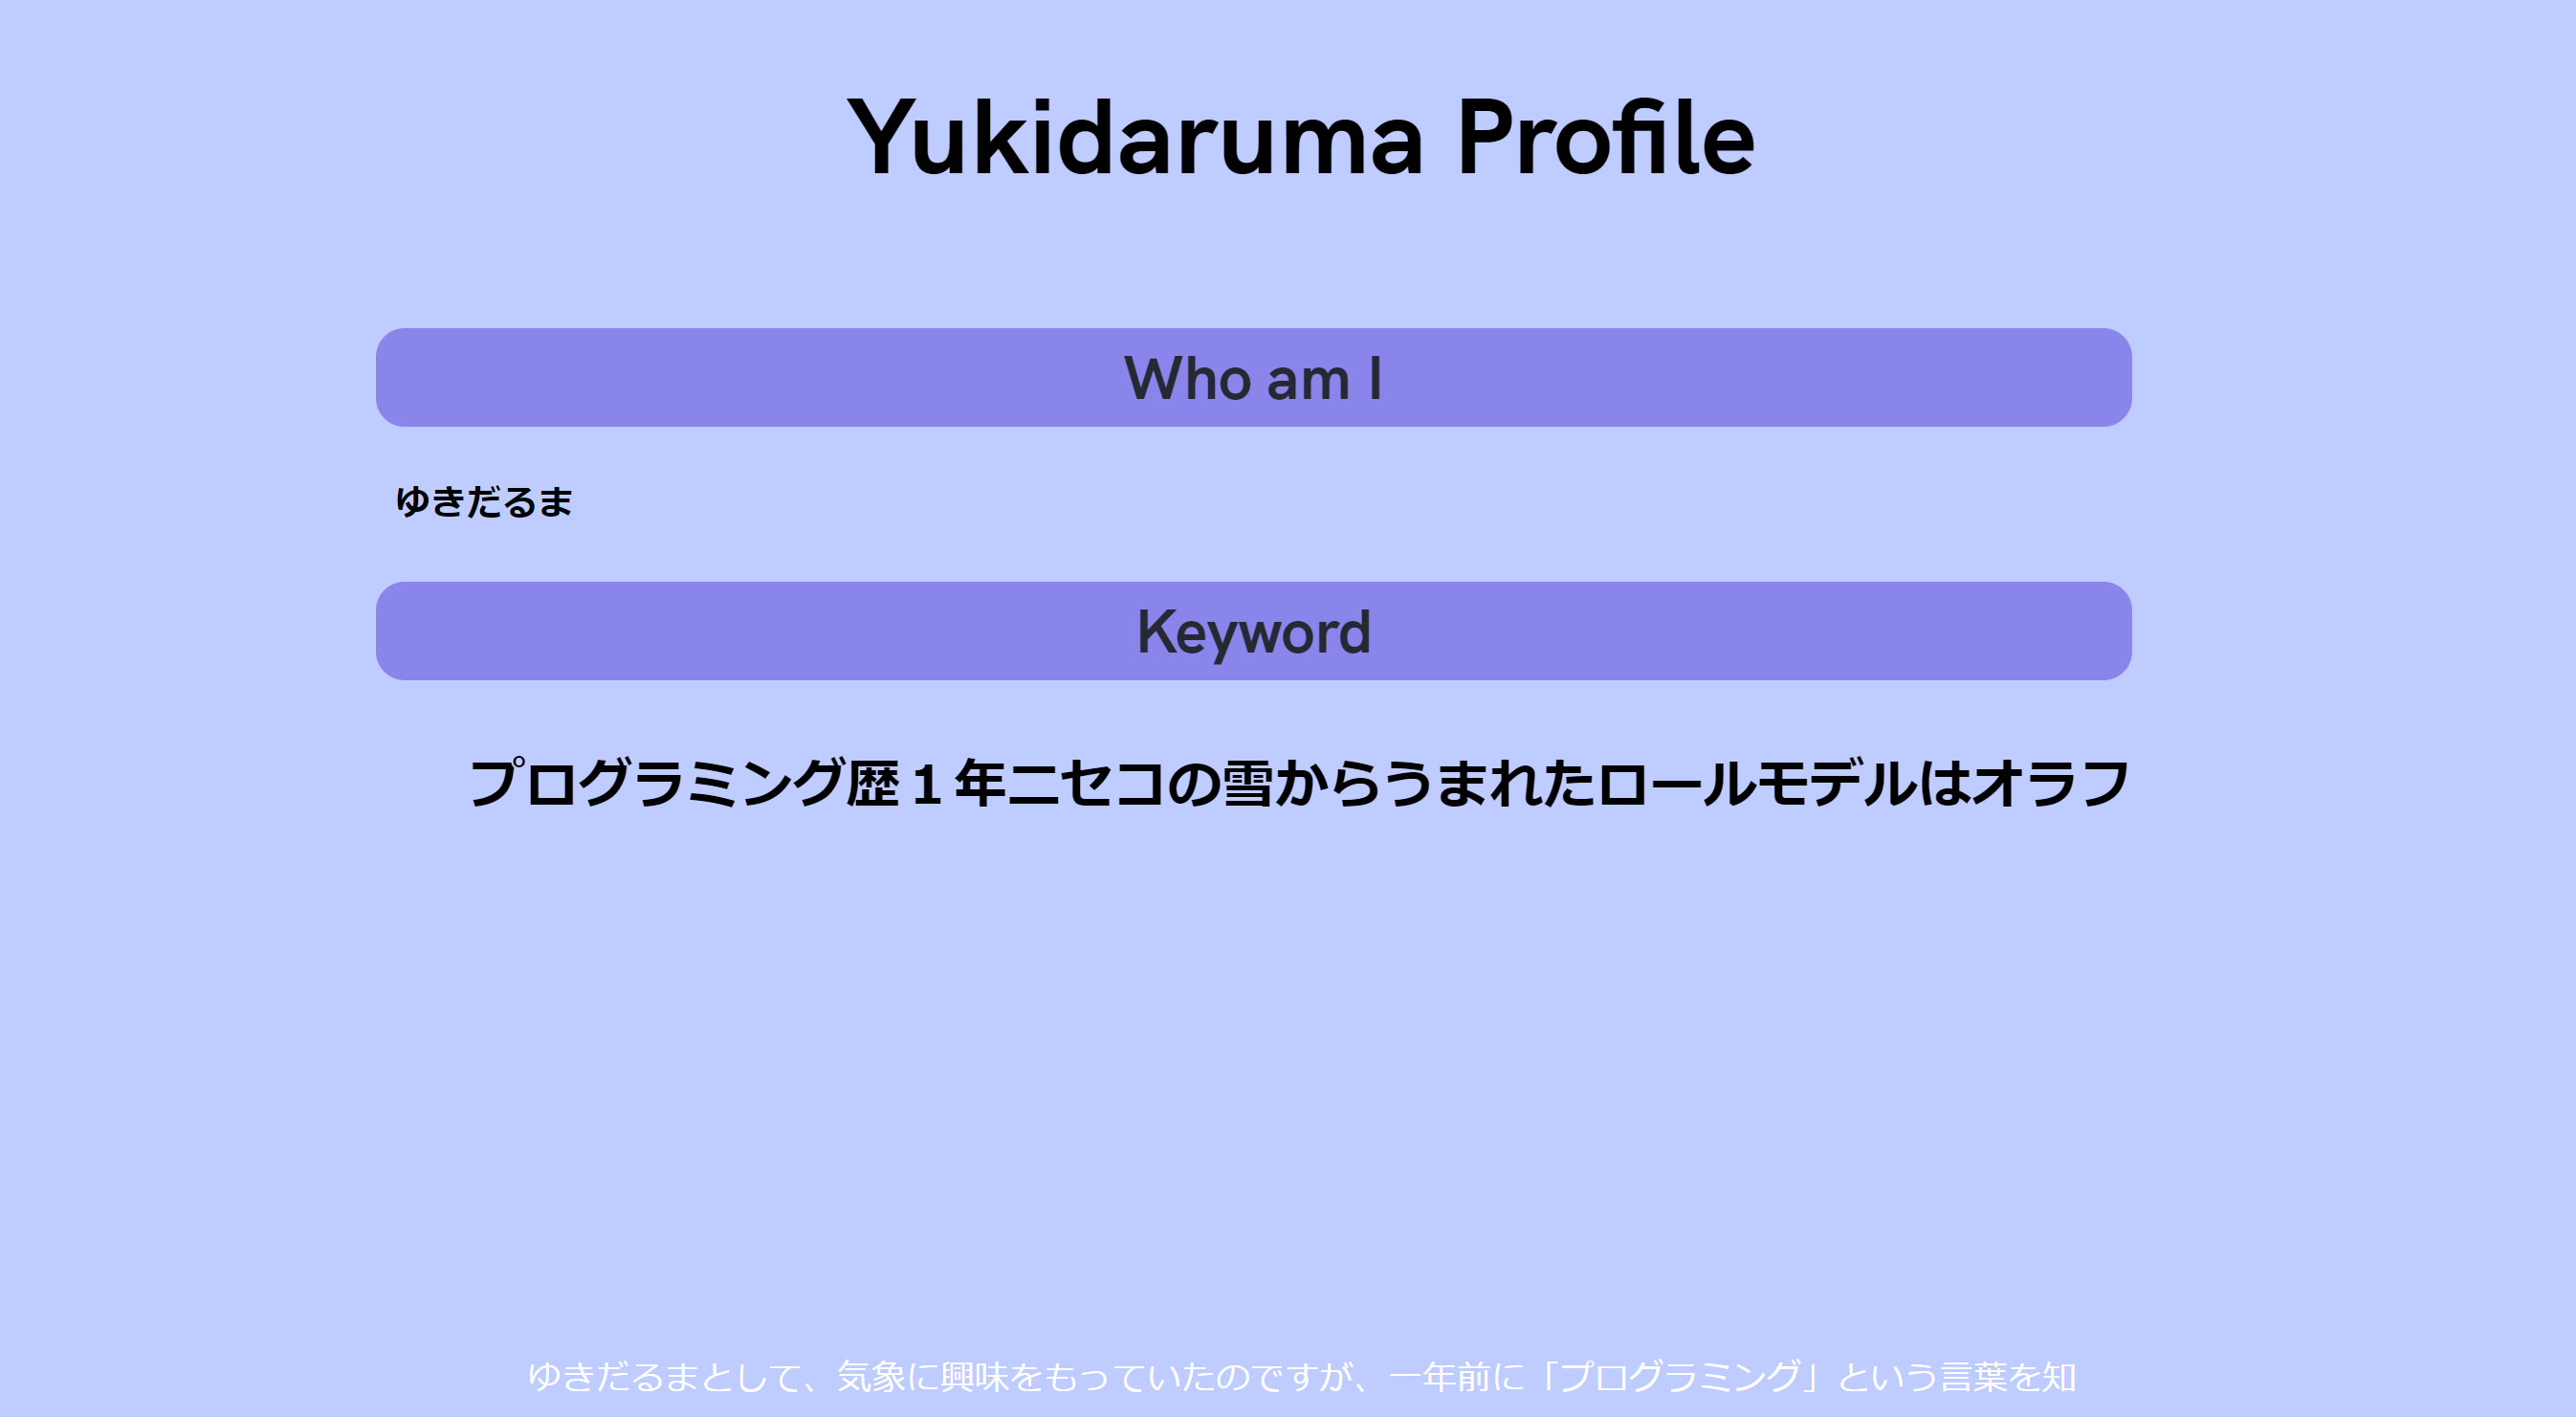 Yukidaruma Profile
Who am I
ゆきだるま
Keyword
プログラミング歴１年ニセコの雪からうまれたロールモデルはオラフ
ゆきだるまとして、気象に興味をもっていたのですが、一年前に「プログラミング」という言葉を知